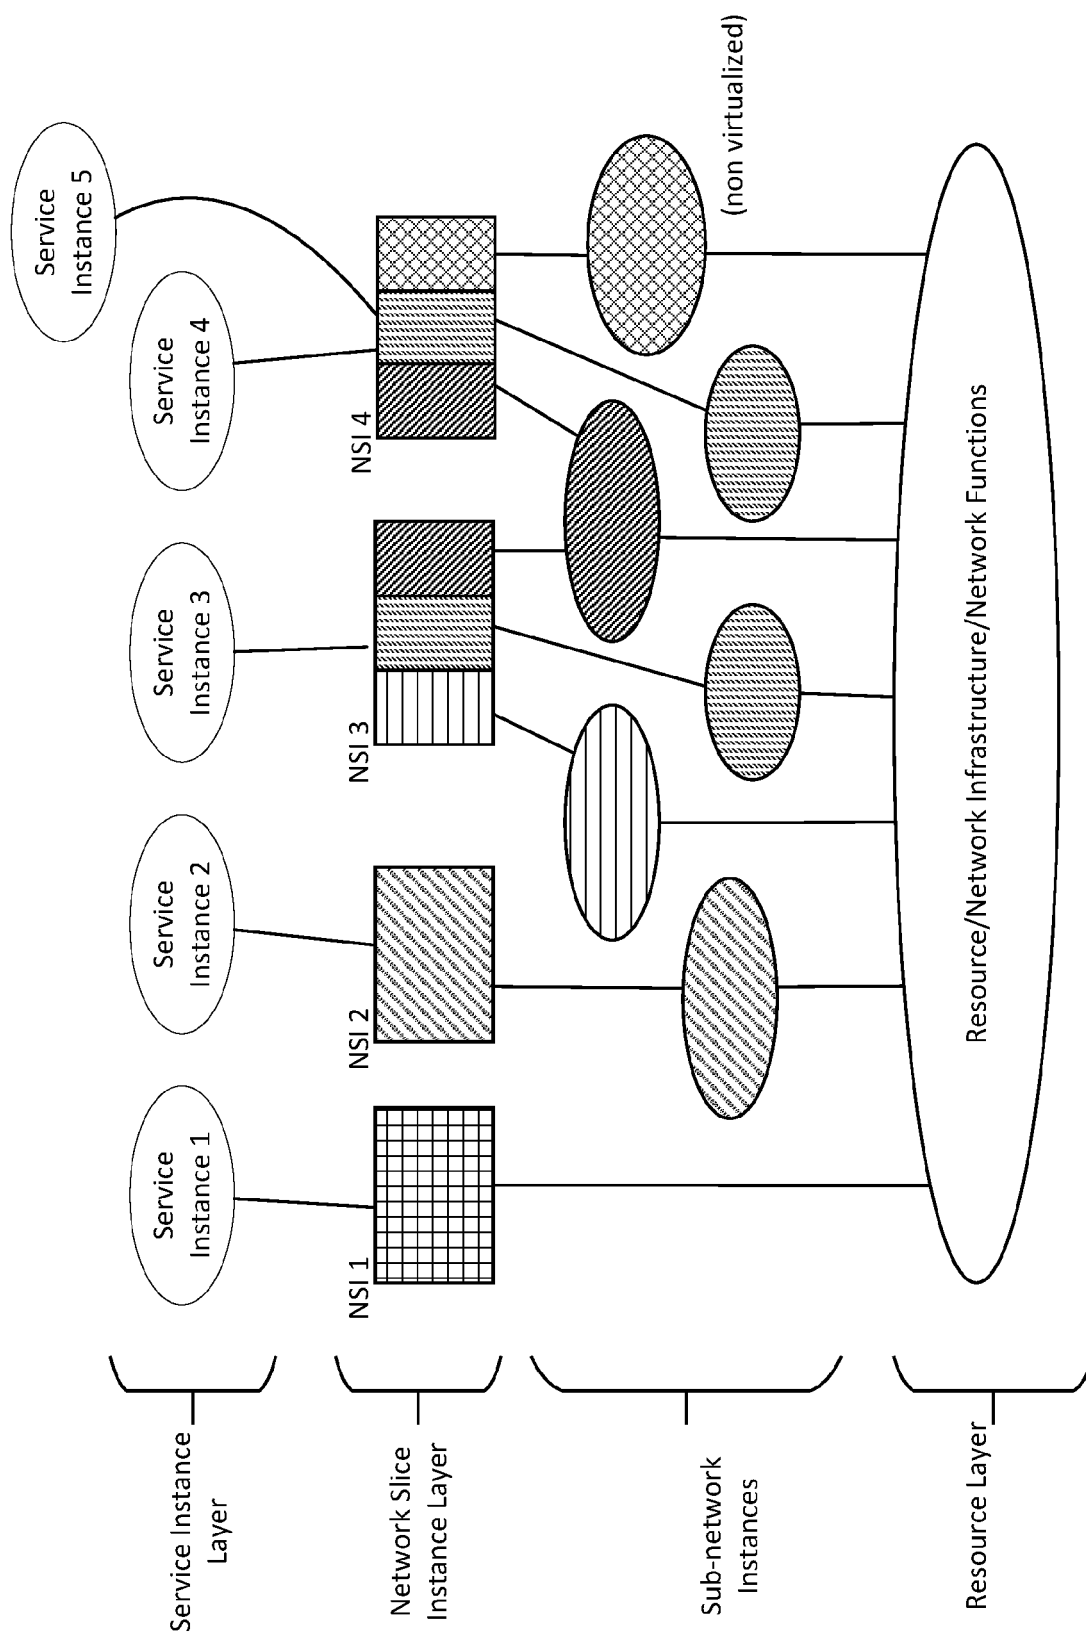 Service Instance
Layer
Service
Instance 1
Service
Instance 2
Service
Instance 3
Service
Instance 4
Service
Instance 5
Network Slice
Instance Layer
NSI 1
NSI 2
NSI 3
NSI 4
Sub-network
Instances
(non virtualized)
Resource Layer
Resource/Network Infrastructure/Network Functions